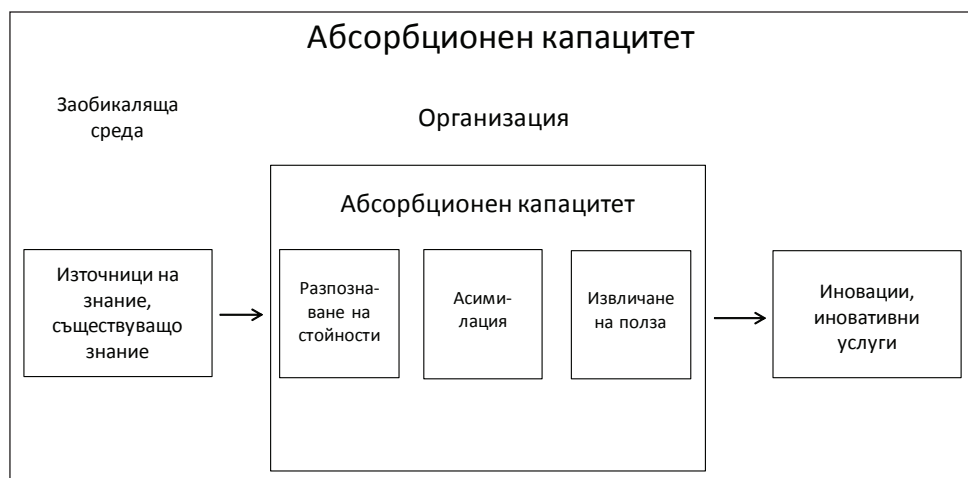 Абсорбционен капацитет
Заобикаляща
среда
Организация
Абсорбционен капацитет
Източници на
знание,
съществуващо
знание
Разпозна-
ване на
стойности
Асими-
лация
Извличане
на полза
Иновации,
иновативни
услуги